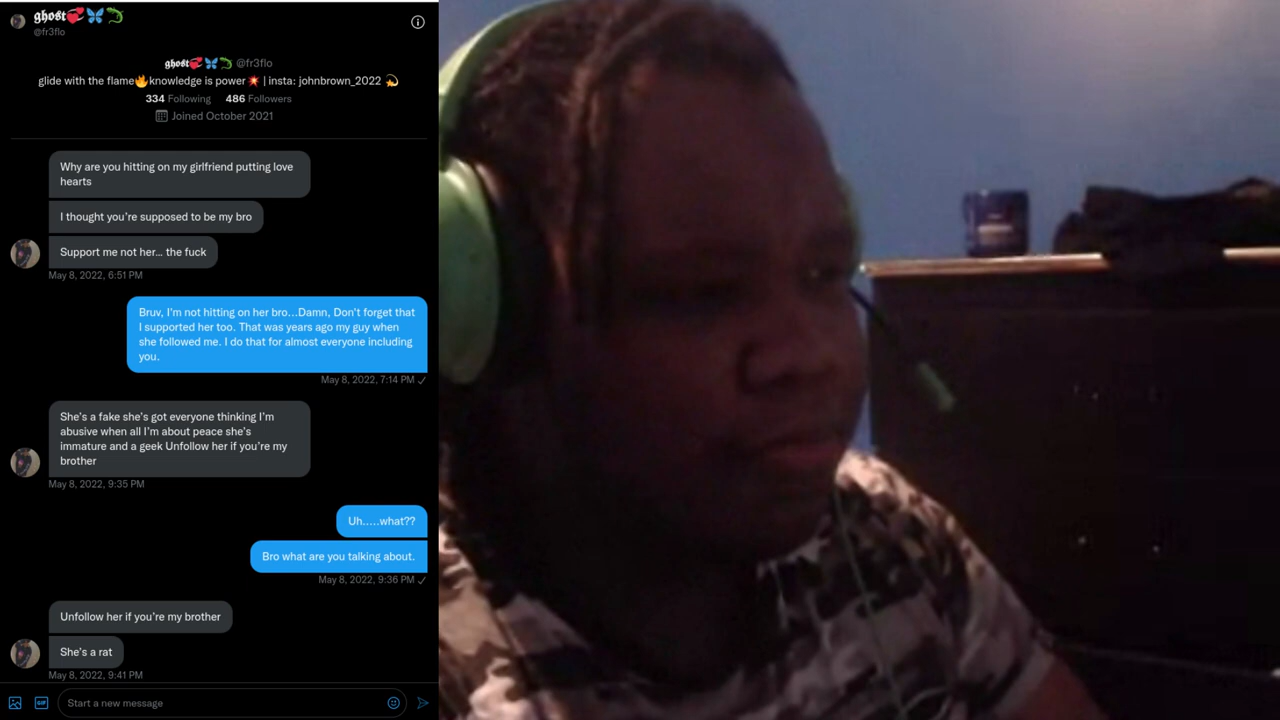 ghost💞🦋🦎
@fr3flo
ghost💞🦋🦎 @fr3flo
glide with the flame🔥knowledge is power💥 | insta: johnbrown_2022 💫
334 Following 486 Followers
Joined October 2021
Why are you hitting on my girlfriend putting love
hearts
I thought you're supposed to be my bro
Support me not her... the fuck
May 8, 2022, 6:51 PM
Bruv, I'm not hitting on her bro...Damn, Don't forget that
I supported her too. That was years ago my guy when
she followed me. I do that for almost everyone including
you.
May 8, 2022, 7:14 PM ✓
She's a fake she's got everyone thinking I'm
abusive when all I'm about peace she's
immature and a geek Unfollow her if you're my
brother
May 8, 2022, 9:35 PM
Uh.....what??
Bro what are you talking about.
May 8, 2022, 9:36 PM ✓
Unfollow her if you're my brother
She's a rat
May 8, 2022, 9:41 PM
GIF
Start a new message